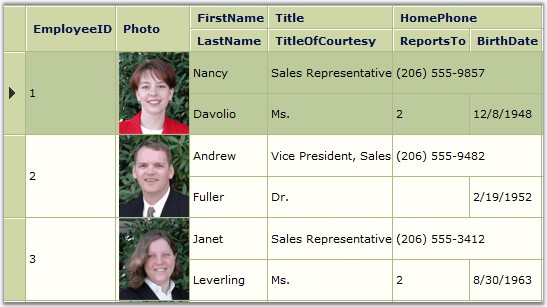 EmployeeID Photo FirstName Title HomePhone
LastName TitleOfCourtesy ReportsTo BirthDate
1 Nancy Sales Representative (206) 555-9857
Davolio Ms. 2 12/8/1948
2 Andrew Vice President, Sales (206) 555-9482
Fuller Dr. 2/19/1952
3 Janet Sales Representative (206) 555-3412
Leverling Ms. 2 8/30/1963